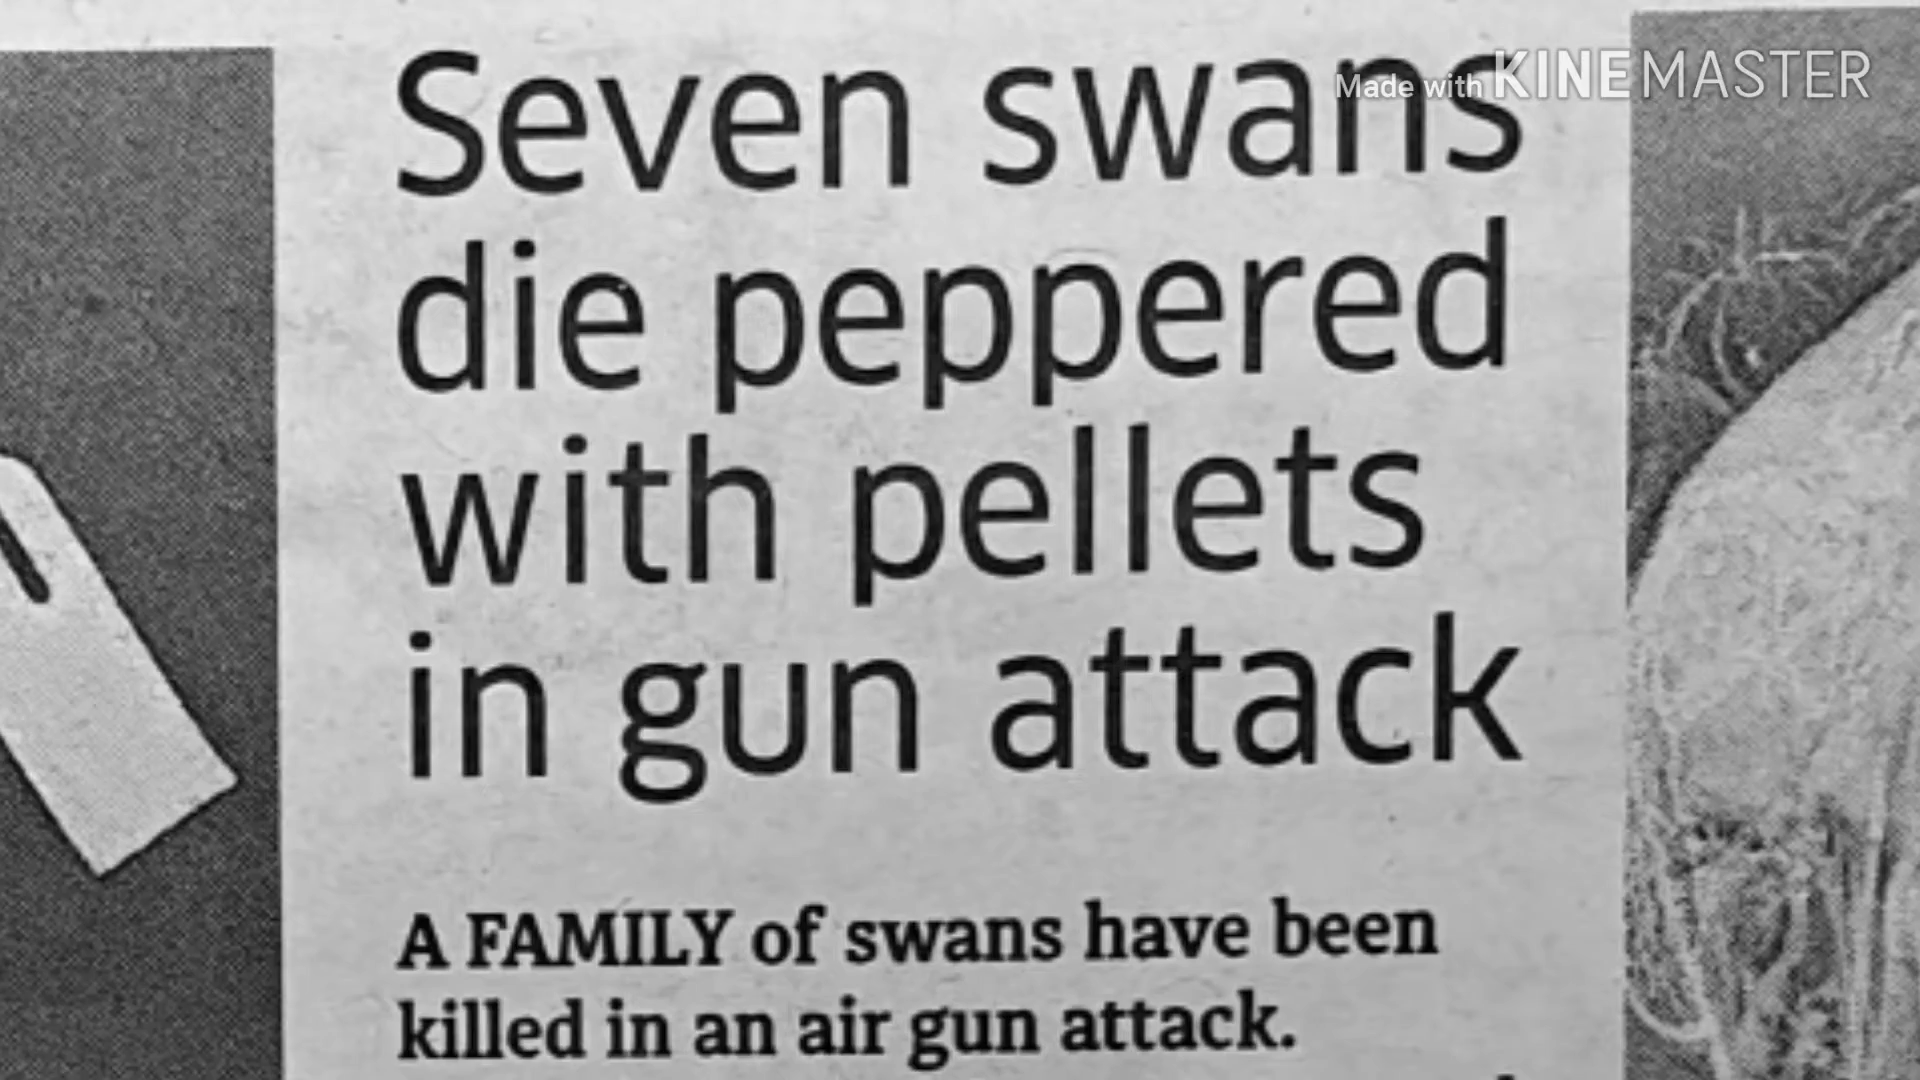 Made with KINEMASTER
Seven swans
die peppered
with pellets
in gun attack
A FAMILY of swans have been
killed in an air gun attack.